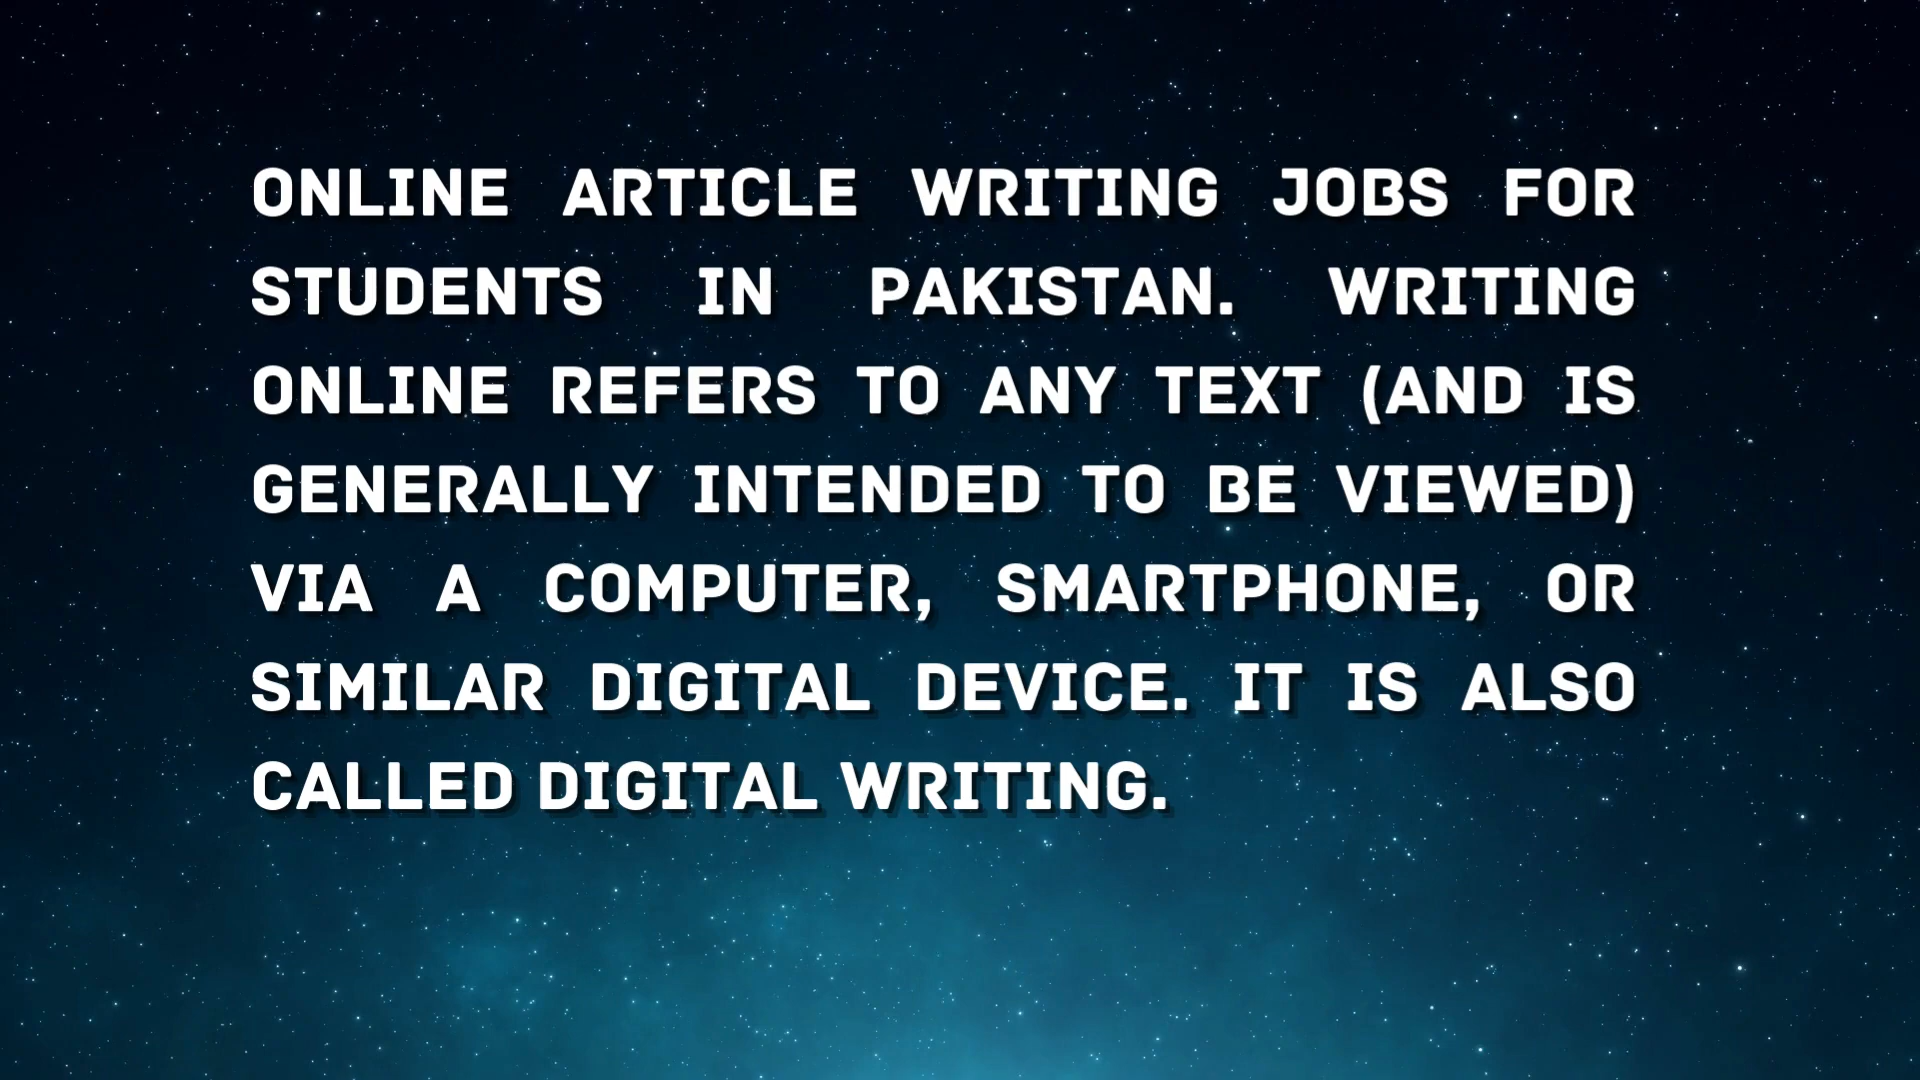 ONLINE ARTICLE WRITING JOBS FOR
STUDENTS IN PAKISTAN. WRITING
ONLINE REFERS TO ANY TEXT (AND IS
GENERALLY INTENDED TO BE VIEWED)
VIA A COMPUTER, SMARTPHONE, OR
SIMILAR DIGITAL DEVICE. IT IS ALSO
CALLED DIGITAL WRITING.